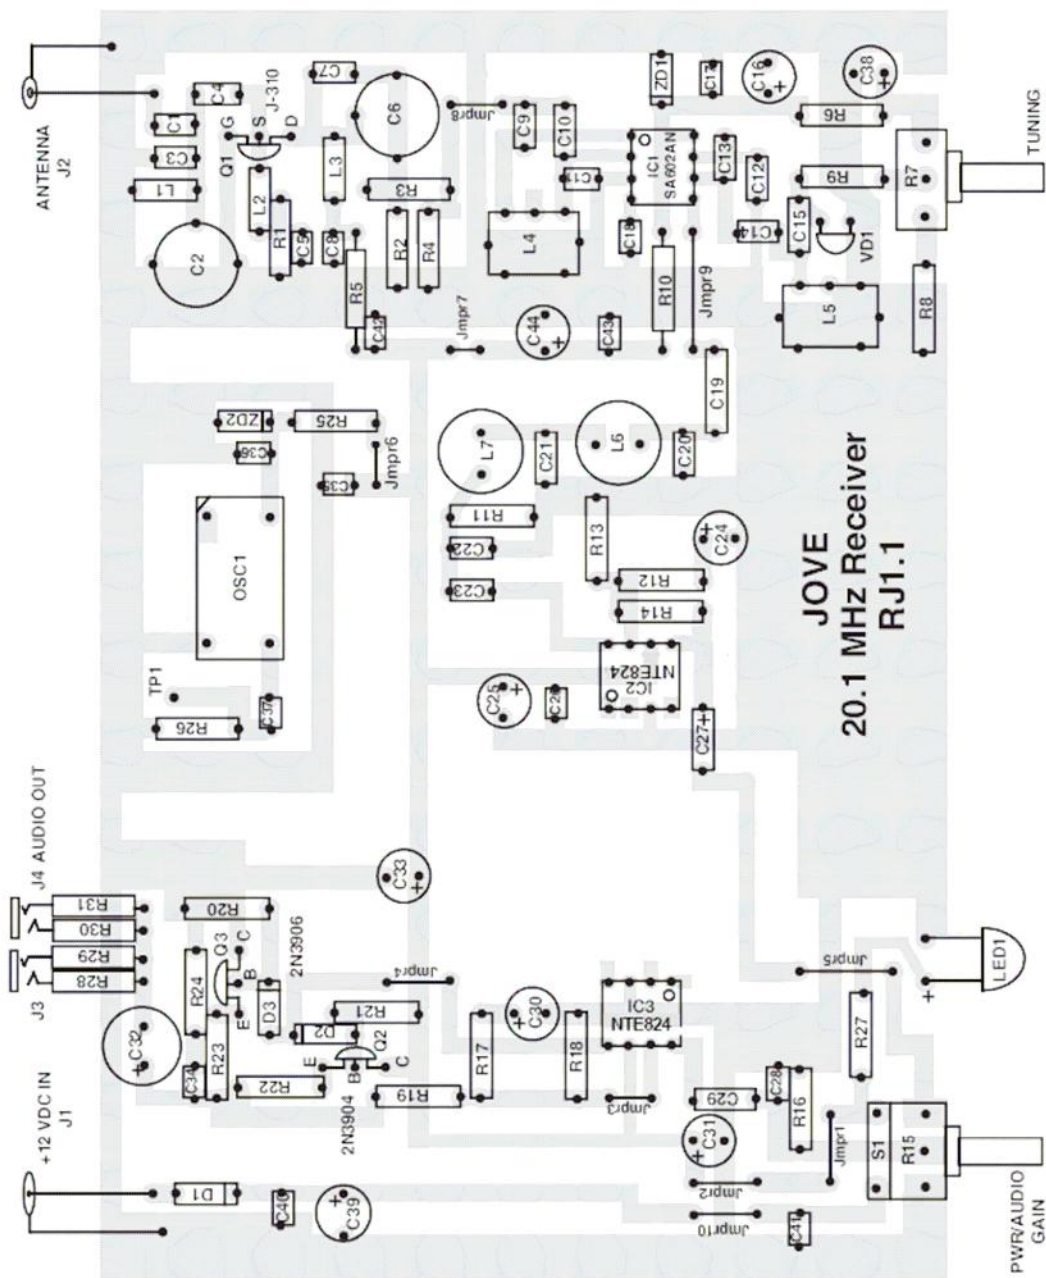 ANTENNA
J2
C4
C7
J-310
C1
G
S
D
Q1
C3
L1
L3
C6
Jmpr8
C9
C10
ZD1
C17
C16
+
C38
+
R6
IC1
SA602AN
C13
C12
R9
R7
TUNING
C11
L2
R1
C5
C8
R3
R2
R4
C2
L4
C18
C14
C15
VD1
R5
C42
Jmpr7
C44
+
C43
R10
Jmpr9
L5
R8
C19
ZD2
R25
C36
Jmpr6
C35
L7
C21
L6
C20
OSC1
R11
C22
C23
R13
C24
+
R12
R14
JOVE
20.1 MHz Receiver
RJ1.1
TP1
R26
C37
C25
+
IC2
NTE824
C27
+
J4 AUDIO OUT
R31
R30
R29
R28
J3
R20
C33
+
2N3906
Q3
C
B
E
R24
D3
Jmpr4
R21
D2
Q2
E
B
C
2N3904
C32
+
C34
R23
R22
R19
R17
C30
+
R18
IC3
NTE824
Jmpr5
LED1
+
R27
Jmpr3
C29
C28
R16
C31
+
Jmpr1
S1
R15
PWR/AUDIO
GAIN
+12 VDC IN
J1
D1
C40
C39
+
Jmpr2
Jmpr10
C41